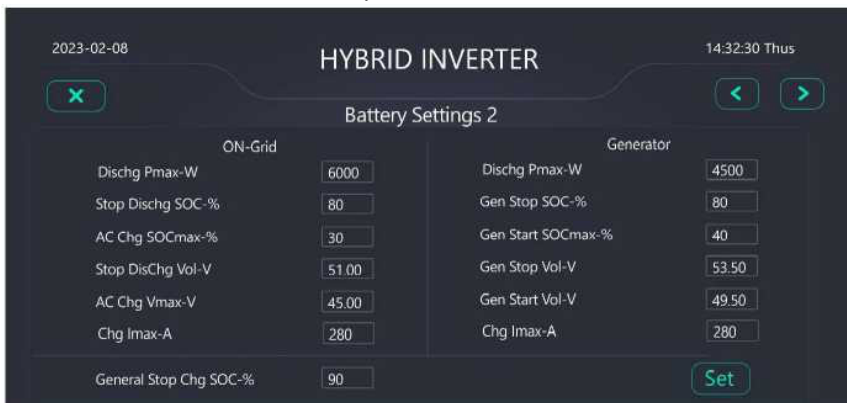 2023-02-08
HYBRID INVERTER
14:32:30 Thus
Battery Settings 2
ON-Grid
Dischg Pmax-W 6000
Stop Dischg SOC-% 80
AC Chg SOCmax-% 30
Stop DisChg Vol-V 51.00
AC Chg Vmax-V 45.00
Chg Imax-A 280
Generator
Dischg Pmax-W 4500
Gen Stop SOC-% 80
Gen Start SOCmax-% 40
Gen Stop Vol-V 53.50
Gen Start Vol-V 49.50
Chg Imax-A 280
General Stop Chg SOC-% 90
Set